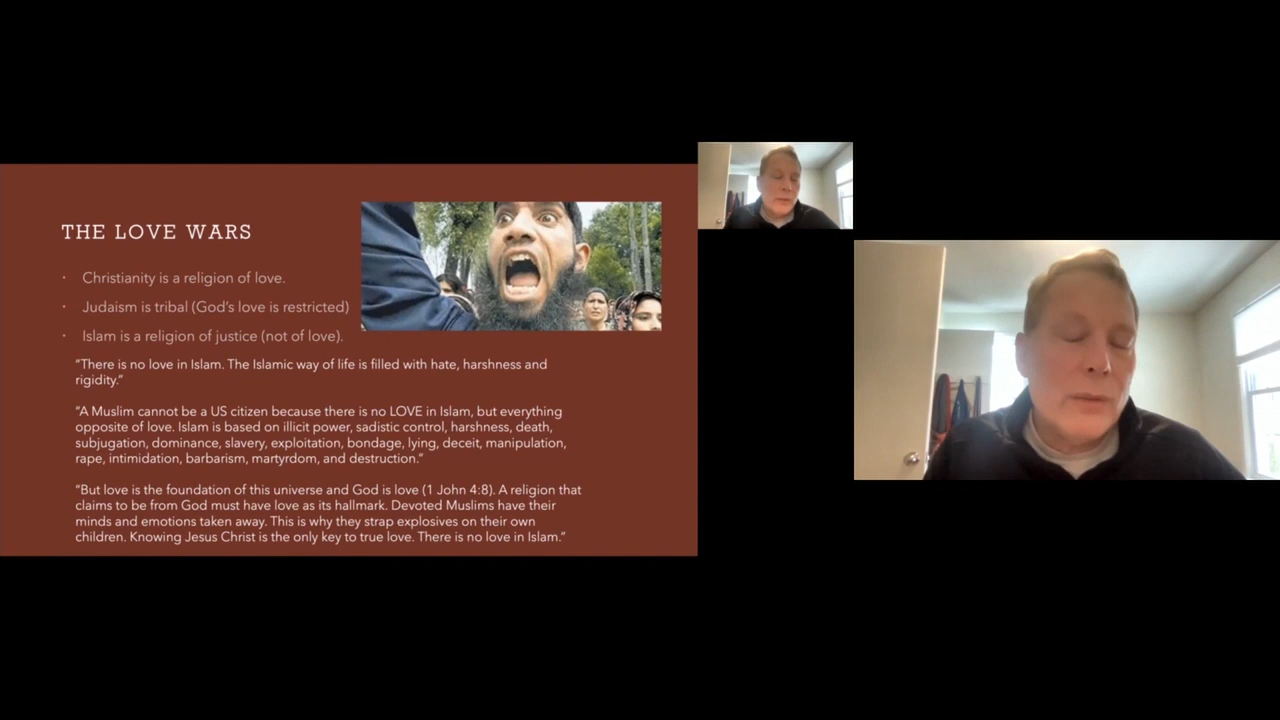 THE LOVE WARS
· Christianity is a religion of love.
· Judaism is tribal (God's love is restricted)
· Islam is a religion of justice (not of love).
"There is no love in Islam. The Islamic way of life is filled with hate, harshness and
rigidity."
"A Muslim cannot be a US citizen because there is no LOVE in Islam, but everything
opposite of love. Islam is based on illicit power, sadistic control, harshness, death,
subjugation, dominance, slavery, exploitation, bondage, lying, deceit, manipulation,
rape, intimidation, barbarism, martyrdom, and destruction."
"But love is the foundation of this universe and God is love (1 John 4:8). A religion that
claims to be from God must have love as its hallmark. Devoted Muslims have their
minds and emotions taken away. This is why they strap explosives on their own
children. Knowing Jesus Christ is the only key to true love. There is no love in Islam."